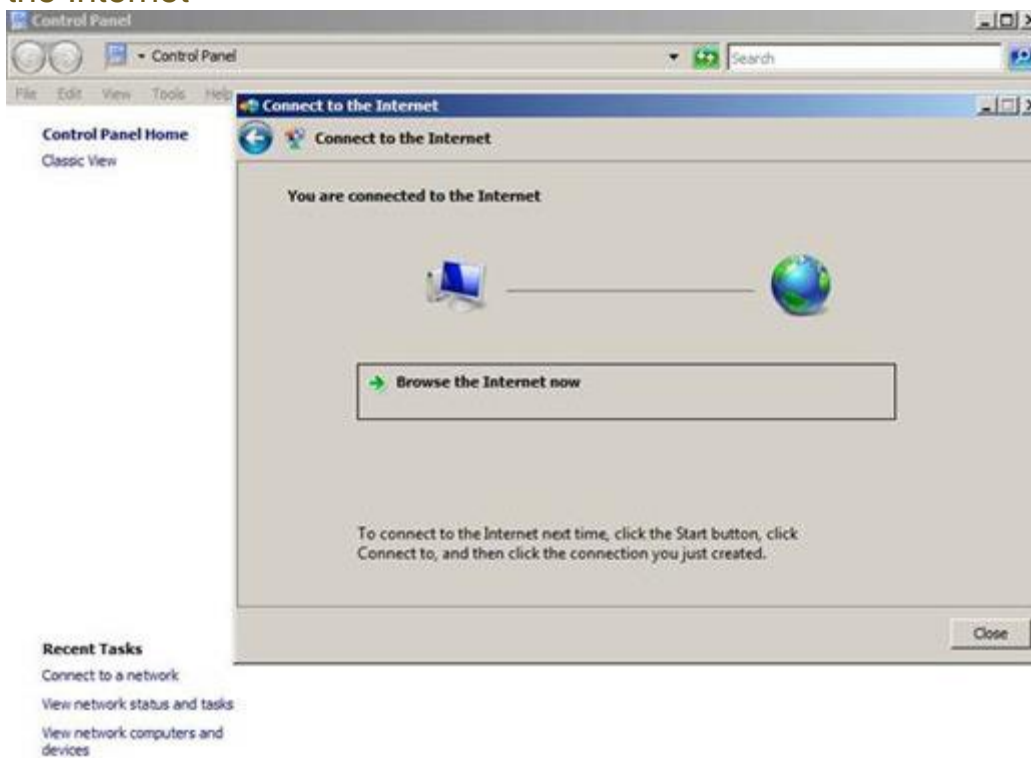 the Internet
Control Panel
Control Panel
Search
File Edit View Tools Help
Connect to the Internet
Control Panel Home
Connect to the Internet
Classic View
You are connected to the Internet
Browse the Internet now
To connect to the Internet next time, click the Start button, click
Connect to, and then click the connection you just created.
Close
Recent Tasks
Connect to a network
View network status and tasks
View network computers and
devices